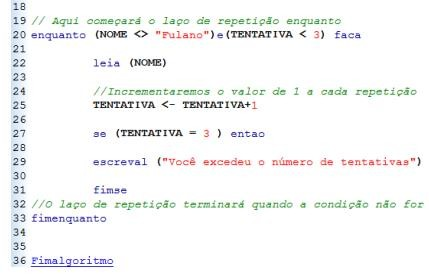 18
19 // Aqui começará o laço de repetição enquanto
20 enquanto (NOME <> "Fulano")e(TENTATIVA < 3) faca
21
22 leia (NOME)
23
24 //Incrementaremos o valor de 1 a cada repetição
25 TENTATIVA <- TENTATIVA+1
26
27 se (TENTATIVA = 3 ) entao
28
29 escreval ("Você excedeu o número de tentativas")
30
31 fimse
32 //O laço de repetição terminará quando a condição não for
33 fimenquanto
34
35
36 Fimalgoritmo